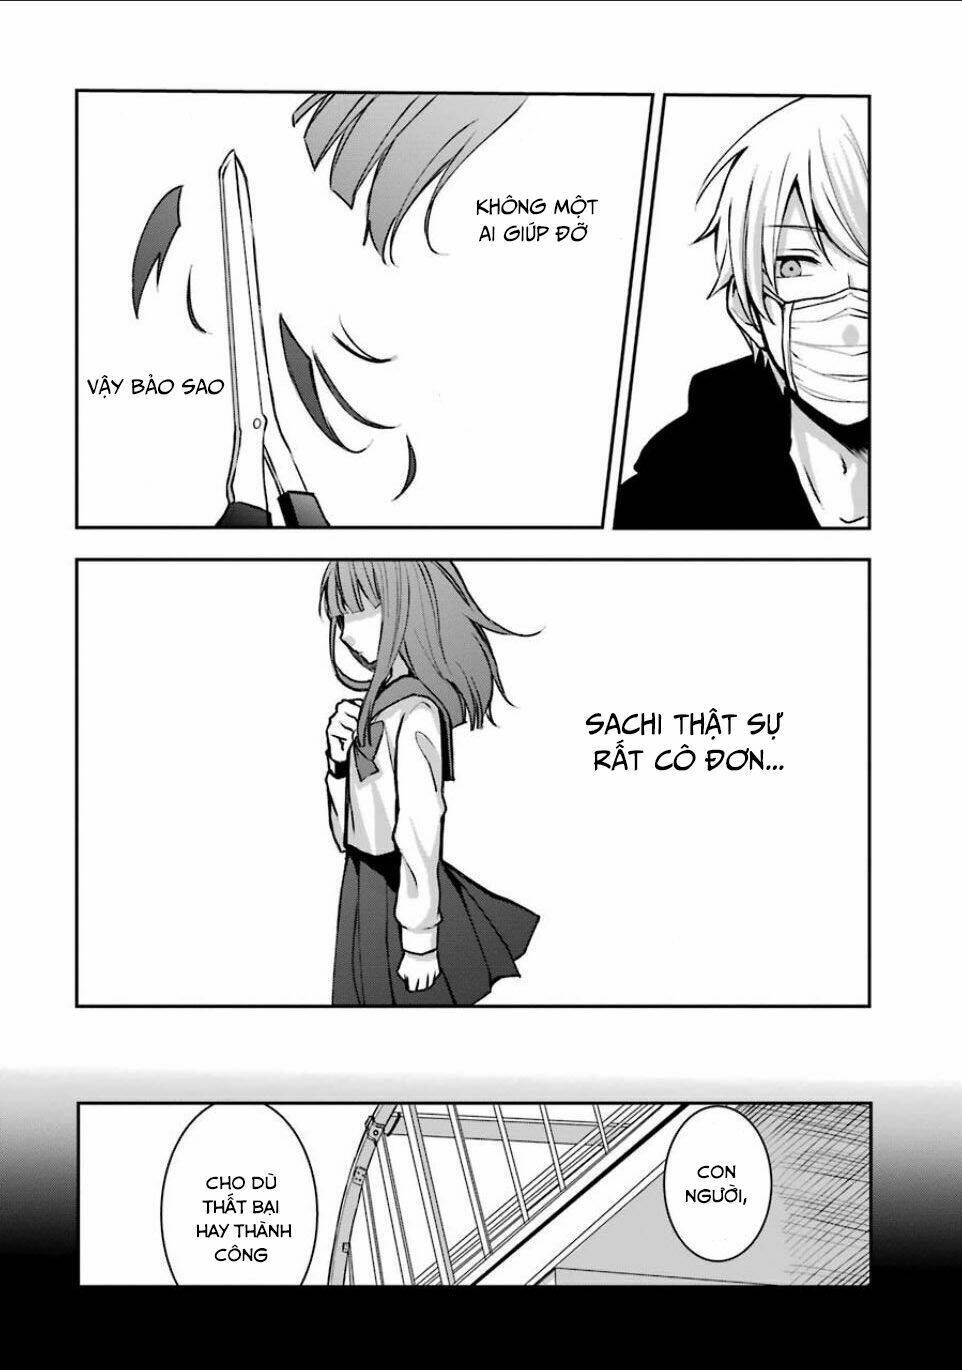 KHÔNG MỘT
AI GIÚP ĐỠ
VẬY BẢO SAO
SACHI THẬT SỰ
RẤT CÔ ĐƠN...
CON
NGƯỜI,
CHO DÙ
THẤT BẠI
HAY THÀNH
CÔNG